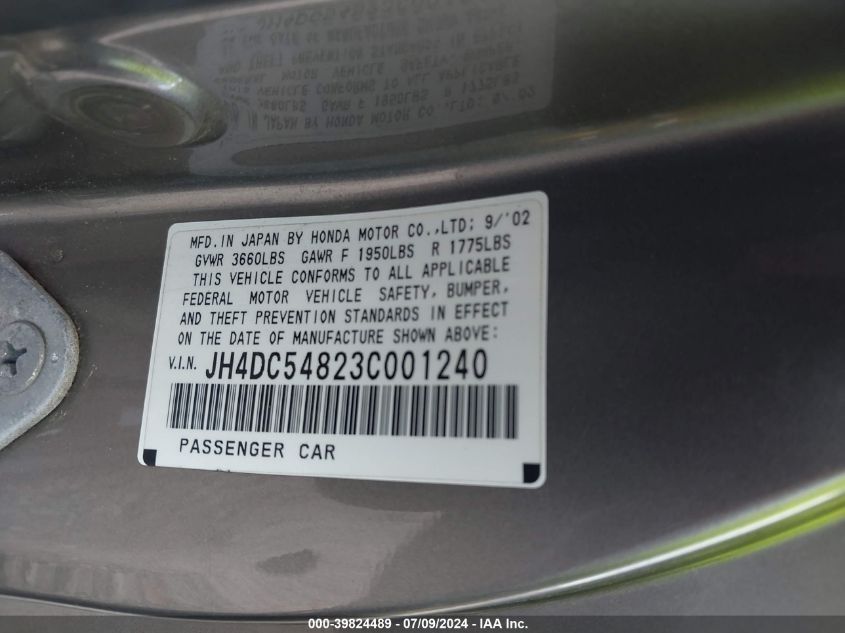 MFD. IN JAPAN BY HONDA MOTOR CO.,LTD; 9/'02
GVWR 3660LBS GAWR F 1950LBS R 1775LBS
THIS VEHICLE CONFORMS TO ALL APPLICABLE
FEDERAL MOTOR VEHICLE SAFETY, BUMPER,
AND THEFT PREVENTION STANDARDS IN EFFECT
ON THE DATE OF MANUFACTURE SHOWN ABOVE:
V.I.N. JH4DC54823C001240
PASSENGER CAR
000-39824489 - 07/09/2024 - IAA INC.